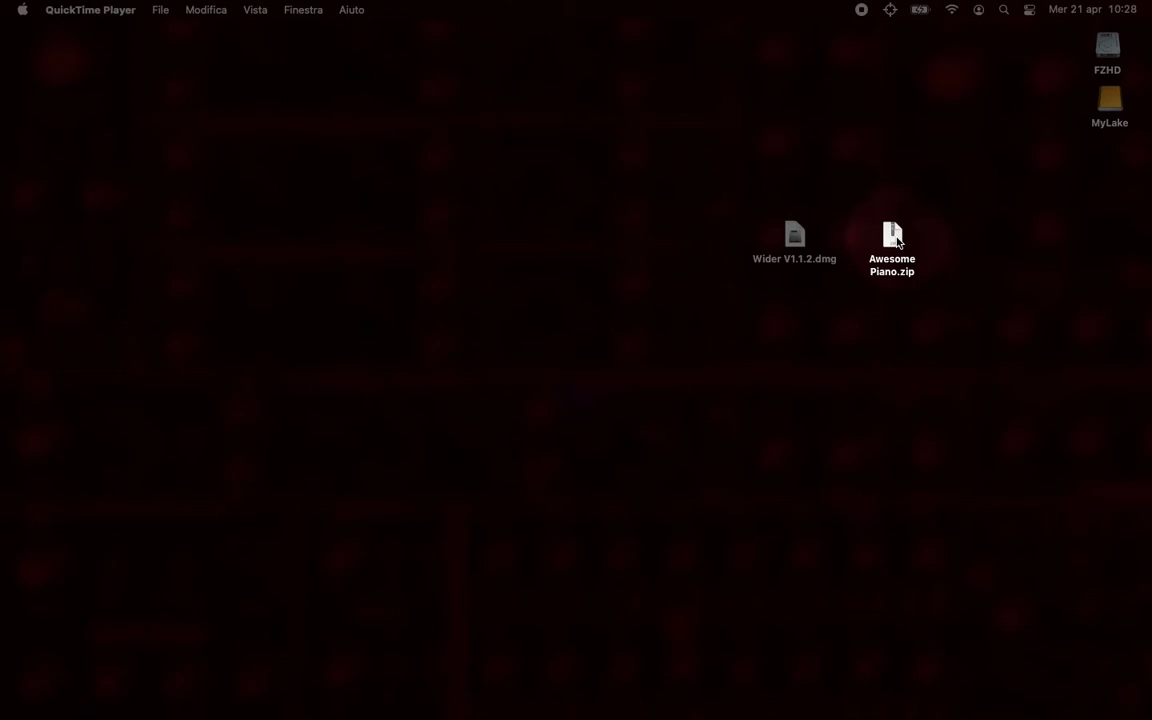 QuickTime Player File Modifica Vista Finestra Aiuto Mer 21 apr 10:28
FZHD
MyLake
Wider V1.1.2.dmg
Awesome
Piano.zip